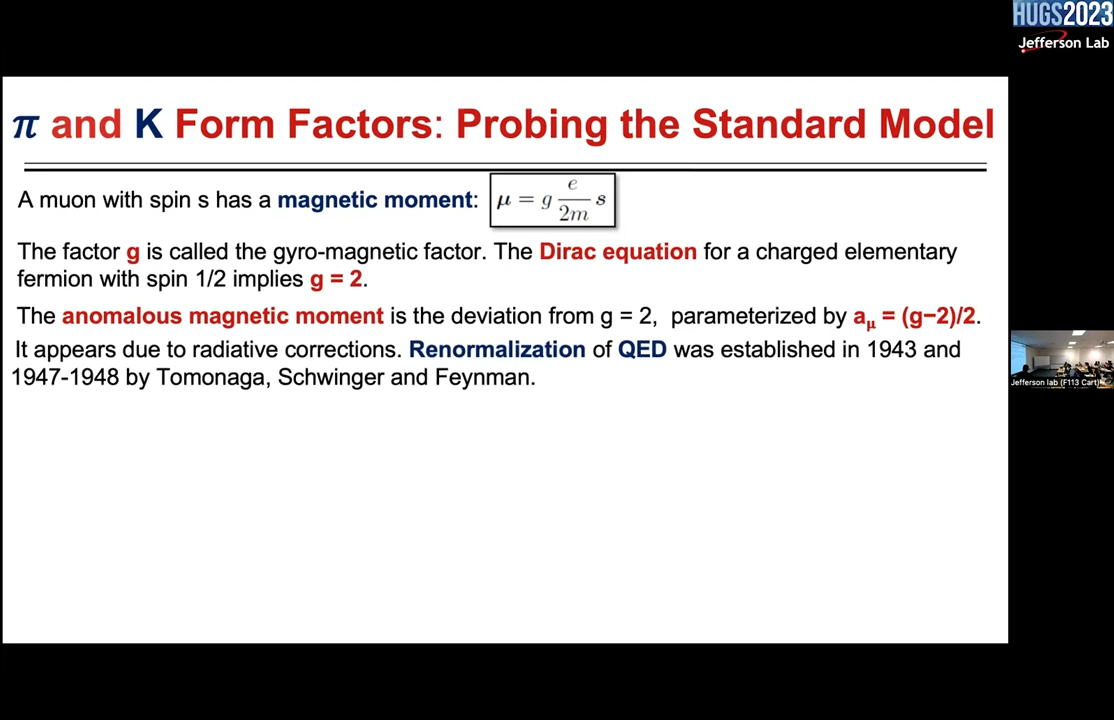 HUGS2023
Jefferson Lab
π and K Form Factors: Probing the Standard Model
A muon with spin s has a magnetic moment: μ = g e/2m s
The factor g is called the gyro-magnetic factor. The Dirac equation for a charged elementary
fermion with spin 1/2 implies g = 2.
The anomalous magnetic moment is the deviation from g = 2, parameterized by aμ = (g−2)/2.
It appears due to radiative corrections. Renormalization of QED was established in 1943 and
1947-1948 by Tomonaga, Schwinger and Feynman.
Jefferson lab (F113 Cart)